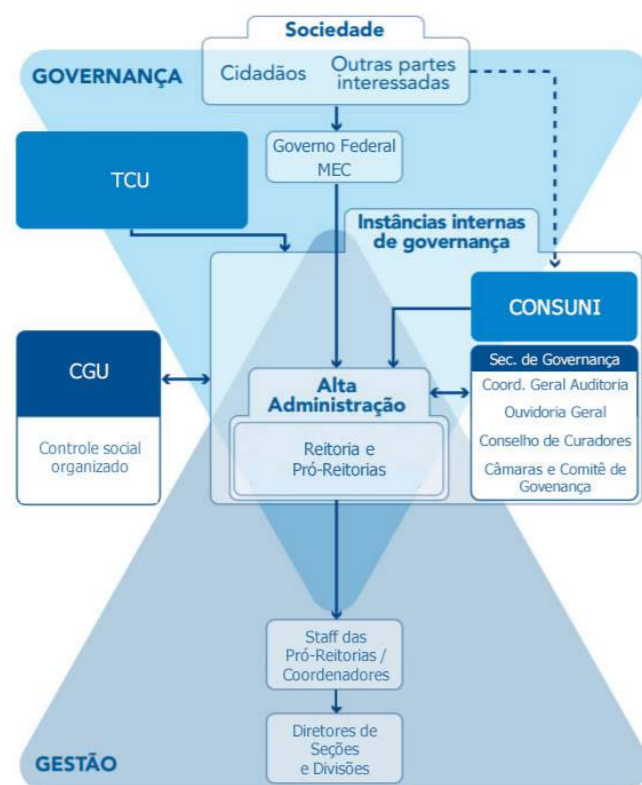 Sociedade
GOVERNANÇA
Cidadãos
Outras partes
interessadas
Governo Federal
MEC
TCU
Instâncias internas
de governança
CONSUNI
CGU
Controle social
organizado
Sec. de Governança
Coord. Geral Auditoria
Ouvidoria Geral
Conselho de Curadores
Câmaras e Comitê de
Govenança
Alta
Administração
Reitoria e
Pró-Reitorias
Staff das
Pró-Reitorias /
Coordenadores
Diretores de
Seções
e Divisões
GESTÃO